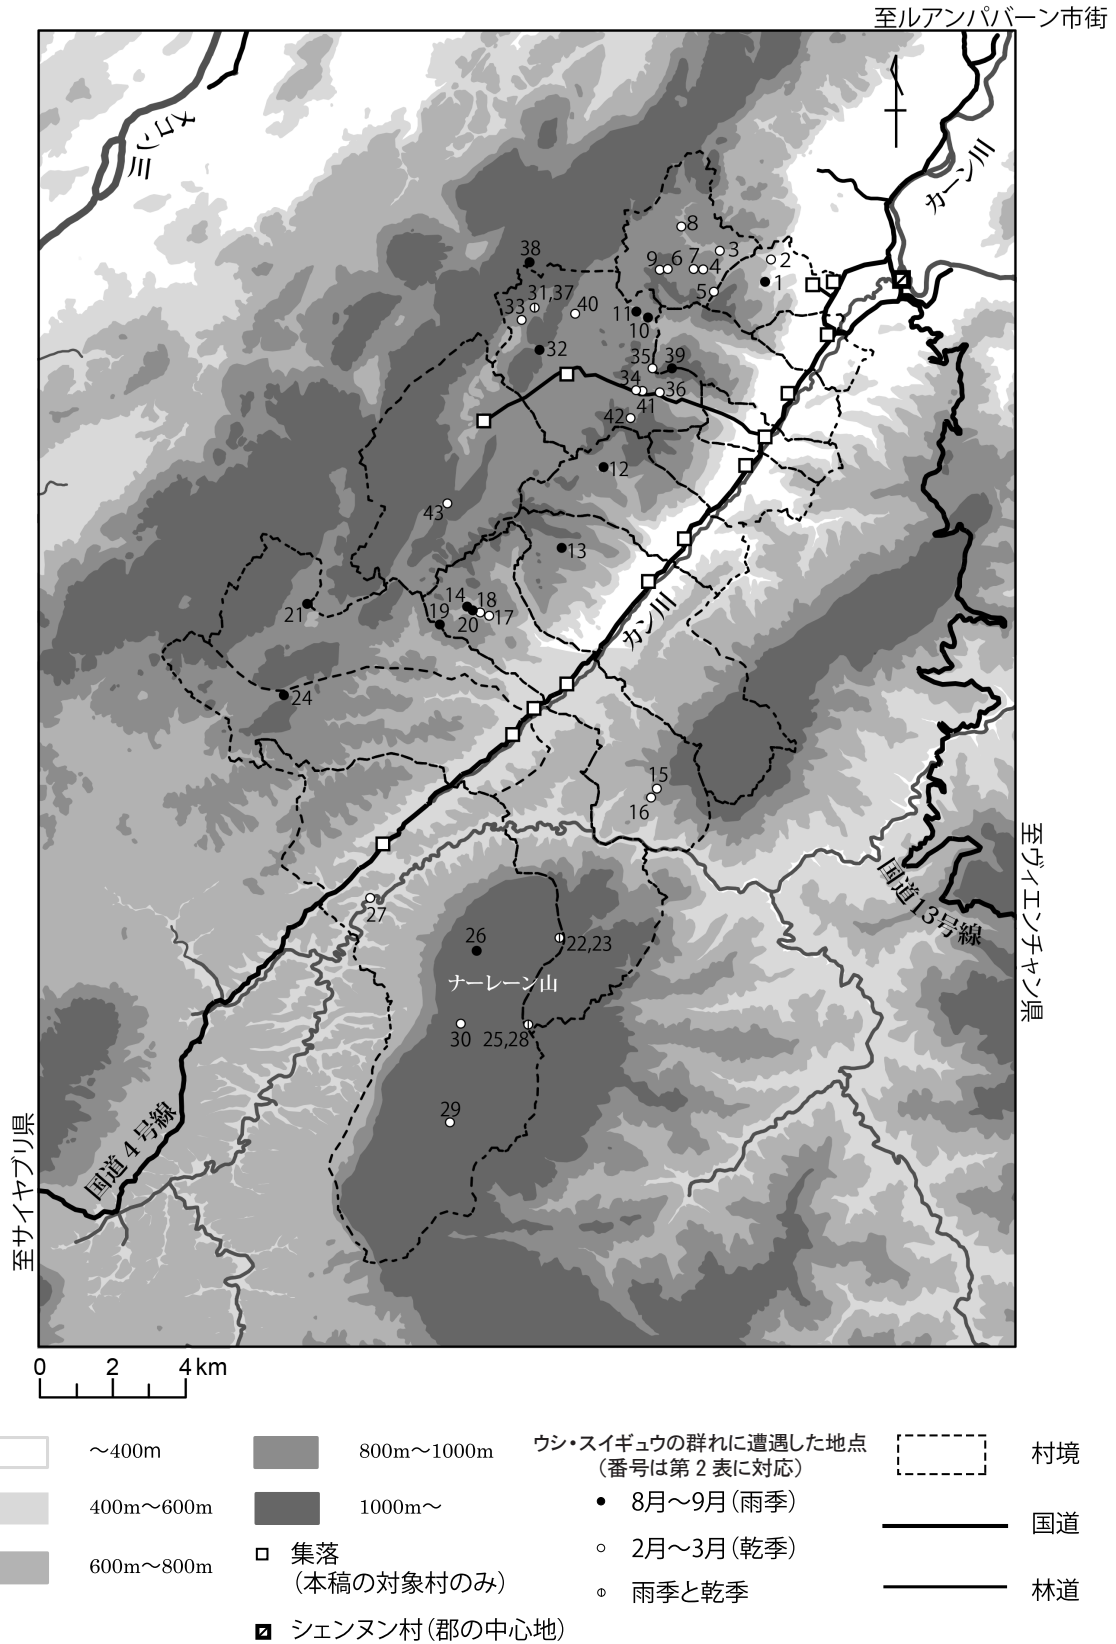 至ルアンパバーン市街
メコン川
カーン川
8
3
9
6
7
4
2
5
1
38
31,37
33
40
11
10
32
35
39
34
36
41
42
12
43
13
14
18
19
20
17
21
24
カン川
15
16
27
26
22,23
ナーレーン山
30
25,28
29
国道13号線
国道4号線
至ヴィエンチャン県
至サイヤブリ県
0 2 4km
～400m
400m～600m
600m～800m
800m～1000m
1000m～
集落
（本稿の対象村のみ）
シェンヌン村（郡の中心地）
ウシ・スイギュウの群れに遭遇した地点
（番号は第2表に対応）
8月～9月（雨季）
2月～3月（乾季）
雨季と乾季
村境
国道
林道